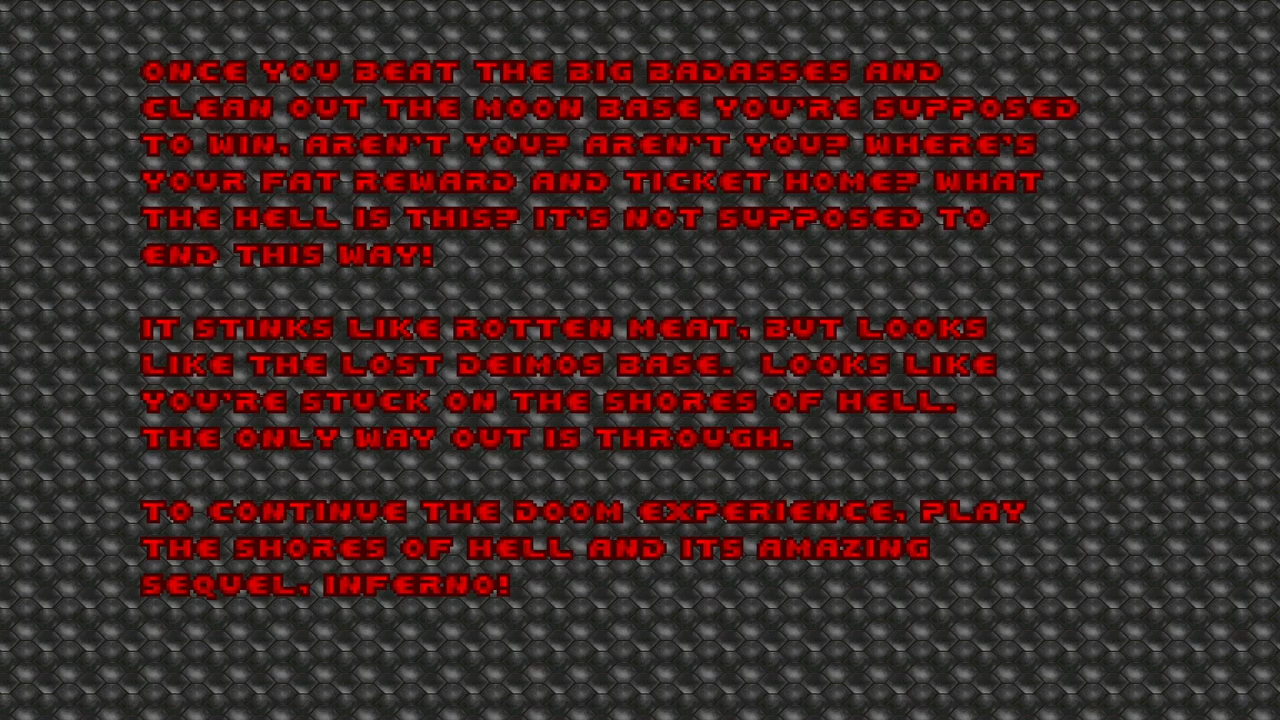 ONCE YOU BEAT THE BIG BADASSES AND
CLEAN OUT THE MOON BASE YOU'RE SUPPOSED
TO WIN, AREN'T YOU? AREN'T YOU? WHERE'S
YOUR FAT REWARD AND TICKET HOME? WHAT
THE HELL IS THIS? IT'S NOT SUPPOSED TO
END THIS WAY!

IT STINKS LIKE ROTTEN MEAT, BUT LOOKS
LIKE THE LOST DEIMOS BASE.  LOOKS LIKE
YOU'RE STUCK ON THE SHORES OF HELL.
THE ONLY WAY OUT IS THROUGH.

TO CONTINUE THE DOOM EXPERIENCE, PLAY
THE SHORES OF HELL AND ITS AMAZING
SEQUEL, INFERNO!